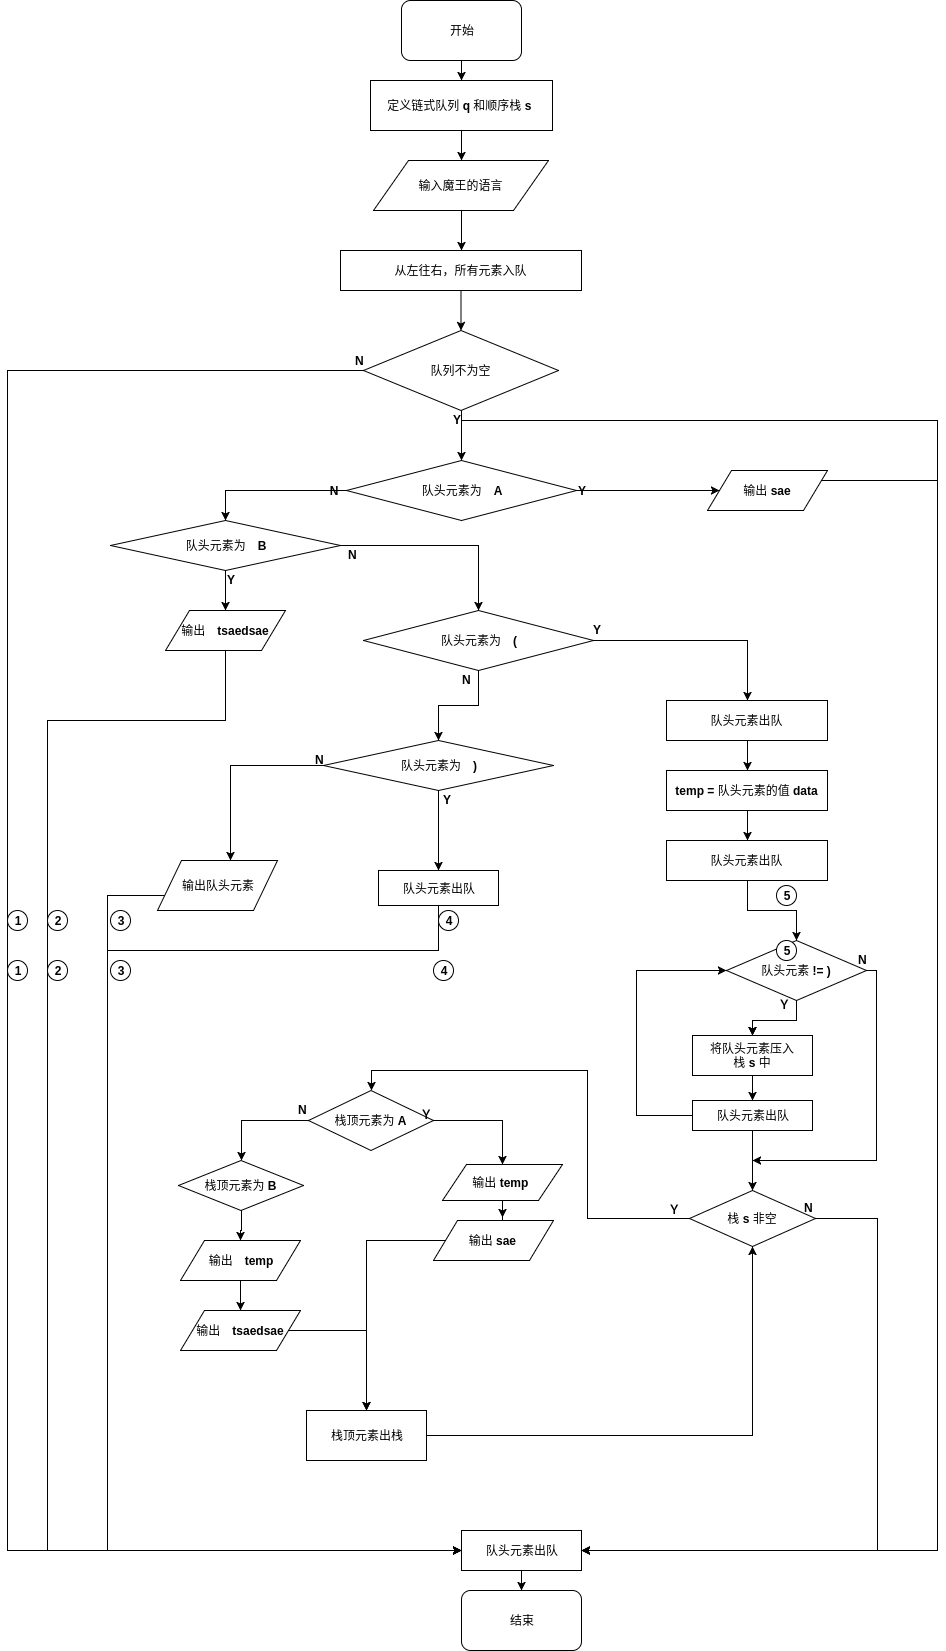 开始
定义链式队列 q 和顺序栈 s
输入魔王的语言
从左往右，所有元素入队
N
队列不为空
Y
N
队头元素为 A
Y
输出 sae
队头元素为 B
N
Y
输出 tsaedsae
队头元素为 (
Y
N
队头元素出队
N
队头元素为 )
Y
temp = 队头元素的值 data
队头元素出队
输出队头元素
队头元素出队
5
1
2
3
4
5
1
2
3
4
队头元素 != )
N
Y
将队头元素压入
栈 s 中
队头元素出队
N
栈顶元素为 A
Y
栈顶元素为 B
输出 temp
Y
栈 s 非空
N
输出 temp
输出 sae
输出 tsaedsae
栈顶元素出栈
队头元素出队
结束